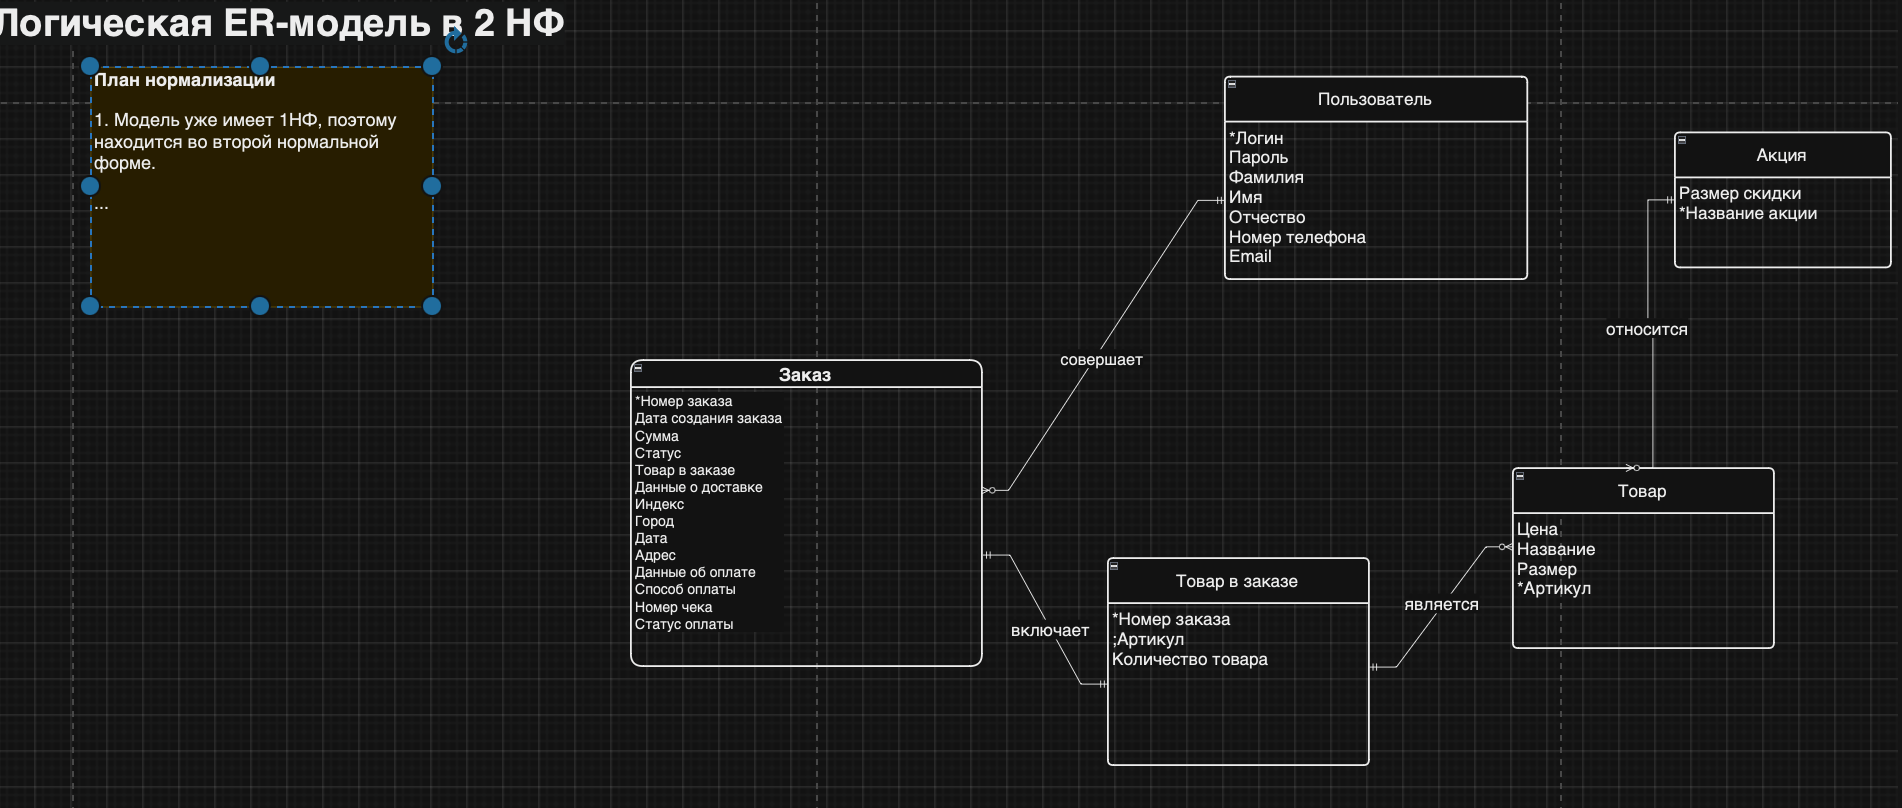 Логическая ER-модель в 2 НФ
План нормализации
1. Модель уже имеет 1НФ, поэтому
находится во второй нормальной
форме.
...
Пользователь
*Логин
Пароль
Фамилия
Имя
Отчество
Номер телефона
Email
Акция
Размер скидки
*Название акции
относится
совершает
Заказ
*Номер заказа
Дата создания заказа
Сумма
Статус
Товар в заказе
Данные о доставке
Индекс
Город
Дата
Адрес
Данные об оплате
Способ оплаты
Номер чека
Статус оплаты
включает
Товар в заказе
*Номер заказа
;Артикул
Количество товара
является
Товар
Цена
Название
Размер
*Артикул